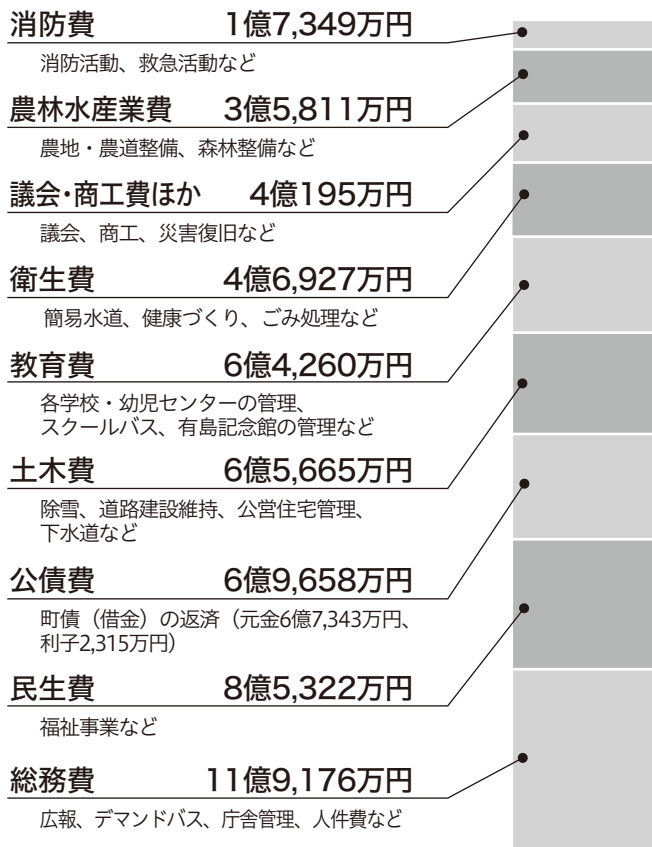 消防費 1億7,349万円
消防活動、救急活動など
農林水産業費 3億5,811万円
農地・農道整備、森林整備など
議会・商工費ほか 4億195万円
議会、商工、災害復旧など
衛生費 4億6,927万円
簡易水道、健康づくり、ごみ処理など
教育費 6億4,260万円
各学校・幼児センターの管理、
スクールバス、有島記念館の管理など
土木費 6億5,665万円
除雪、道路建設維持、公営住宅管理、
下水道など
公債費 6億9,658万円
町債（借金）の返済（元金6億7,343万円、
利子2,315万円）
民生費 8億5,322万円
福祉事業など
総務費 11億9,176万円
広報、デマンドバス、庁舎管理、人件費など